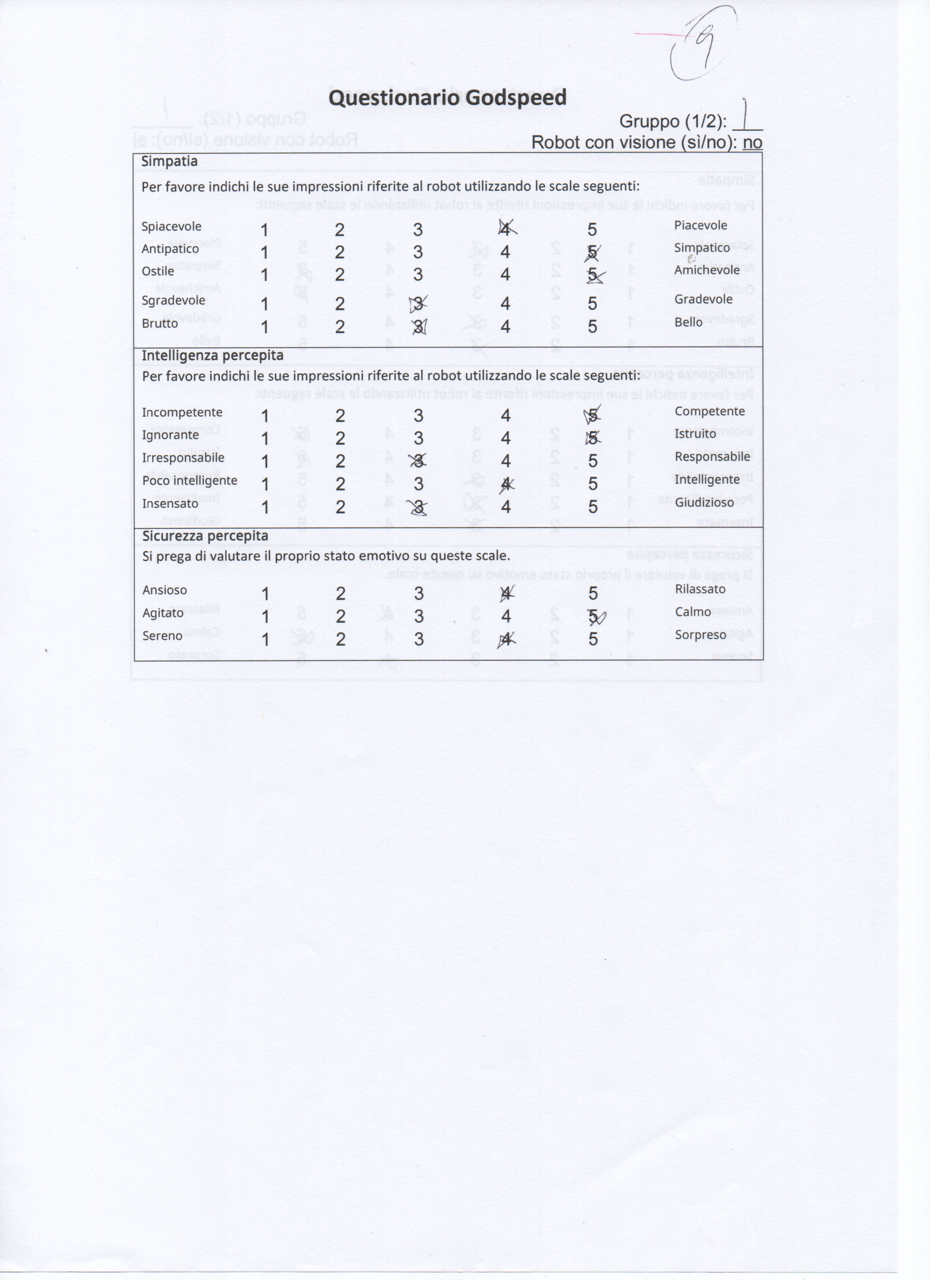 9
Questionario Godspeed
Gruppo (1/2): 1
Robot con visione (sì/no): no
Simpatia
Per favore indichi le sue impressioni riferite al robot utilizzando le scale seguenti:
Spiacevole 1 2 3 4 5 Piacevole
Antipatico 1 2 3 4 5 Simpatico
Ostile 1 2 3 4 5 Amichevole
Sgradevole 1 2 3 4 5 Gradevole
Brutto 1 2 3 4 5 Bello
Intelligenza percepita
Per favore indichi le sue impressioni riferite al robot utilizzando le scale seguenti:
Incompetente 1 2 3 4 5 Competente
Ignorante 1 2 3 4 5 Istruito
Irresponsabile 1 2 3 4 5 Responsabile
Poco intelligente 1 2 3 4 5 Intelligente
Insensato 1 2 3 4 5 Giudizioso
Sicurezza percepita
Si prega di valutare il proprio stato emotivo su queste scale.
Ansioso 1 2 3 4 5 Rilassato
Agitato 1 2 3 4 5 Calmo
Sereno 1 2 3 4 5 Sorpreso